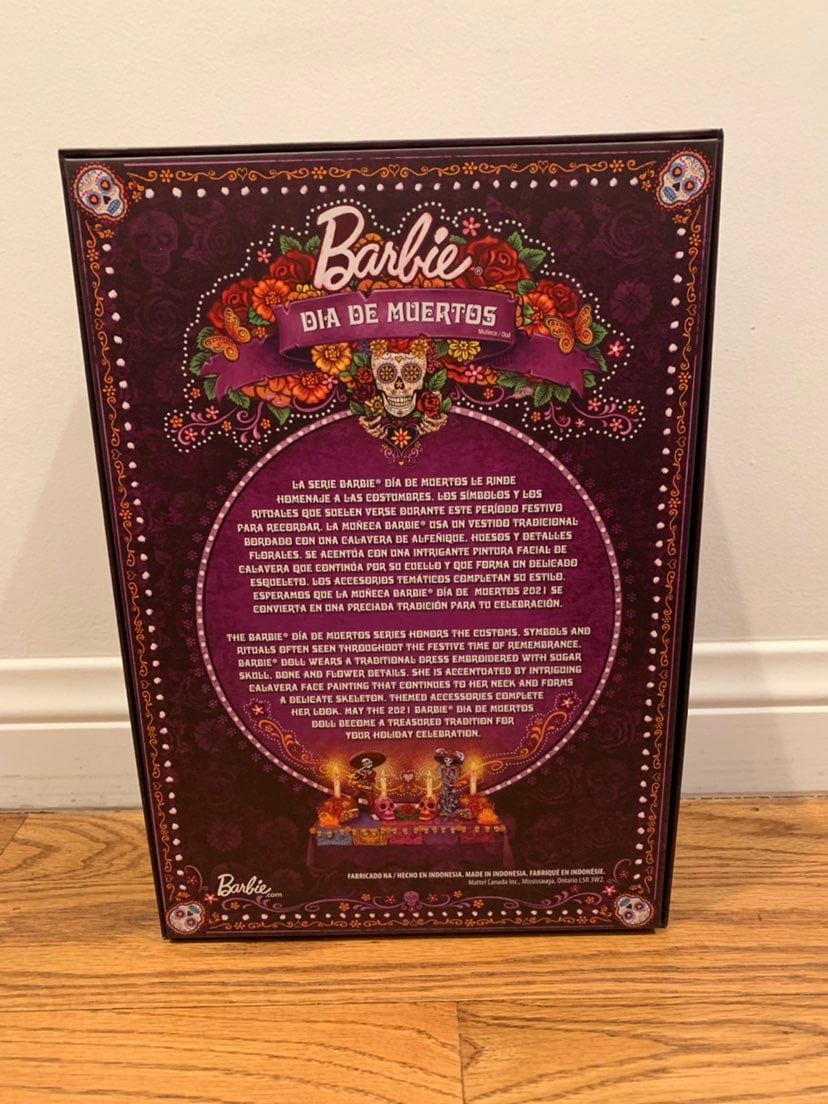 Barbie®
DIA DE MUERTOS
Muñeca / Doll
LA SERIE BARBIE® DÍA DE MUERTOS LE RINDE
HOMENAJE A LAS COSTUMBRES, LOS SÍMBOLOS Y LOS
RITUALES QUE SUELEN VERSE DURANTE ESTE PERÍODO FESTIVO
PARA RECORDAR. LA MUÑECA BARBIE® USA UN VESTIDO TRADICIONAL
BORDADO CON UNA CALAVERA DE ALFEÑIQUE, HUESOS Y DETALLES
FLORALES. SE ACENTÚA CON UNA INTRIGANTE PINTURA FACIAL DE
CALAVERA QUE CONTINÚA POR SU CUELLO Y QUE FORMA UN DELICADO
ESQUELETO. LOS ACCESORIOS TEMÁTICOS COMPLETAN SU ESTILO.
ESPERAMOS QUE LA MUÑECA BARBIE® DÍA DE MUERTOS 2021 SE
CONVIERTA EN UNA PRECIADA TRADICIÓN PARA TU CELEBRACIÓN.
THE BARBIE® DÍA DE MUERTOS SERIES HONORS THE CUSTOMS, SYMBOLS AND
RITUALS OFTEN SEEN THROUGHOUT THE FESTIVE TIME OF REMEMBRANCE.
BARBIE® DOLL WEARS A TRADITIONAL DRESS EMBROIDERED WITH SUGAR
SKULL, BONE AND FLOWER DETAILS. SHE IS ACCENTUATED BY INTRIGUING
CALAVERA FACE PAINTING THAT CONTINUES TO HER NECK AND FORMS
A DELICATE SKELETON. THEMED ACCESSORIES COMPLETE
HER LOOK. MAY THE 2021 BARBIE® DIA DE MUERTOS
DOLL BECOME A TREASURED TRADITION FOR
YOUR HOLIDAY CELEBRATION.
Barbie.com
FABRICADO NA / HECHO EN INDONESIA. MADE IN INDONESIA. FABRIQUÉ EN INDONÉSIE.
Mattel Canada Inc., Mississauga, Ontario L5R 3W2.